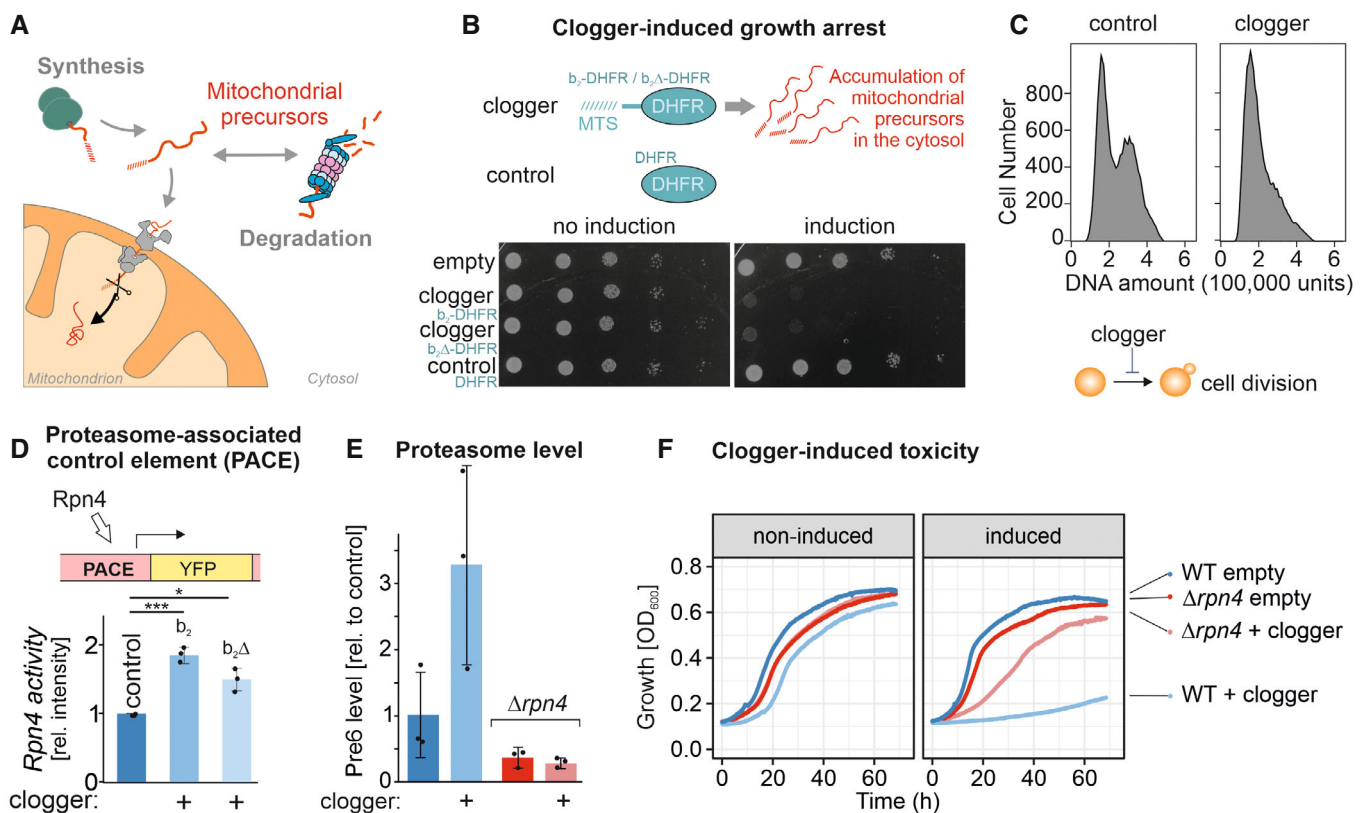 A
Synthesis
Mitochondrial
precursors
Degradation
Mitochondrion
Cytosol
B
Clogger-induced growth arrest
b₂-DHFR / b₂Δ-DHFR
clogger
DHFR
MTS
Accumulation of
mitochondrial
precursors
in the cytosol
DHFR
control
DHFR
no induction
induction
empty
clogger
b₂-DHFR
clogger
b₂Δ-DHFR
control
DHFR
C
control
clogger
Cell Number
800
600
400
200
0
0 2 4 6
0 2 4 6
DNA amount (100,000 units)
clogger
cell division
D
Proteasome-associated
control element (PACE)
Rpn4
PACE
YFP
Rpn4 activity
[rel. intensity]
2
1
0
***
*
control
b₂
b₂Δ
clogger: + +
E
Proteasome level
Pre6 level [rel. to control]
3
2
1
0
Δrpn4
clogger: + +
F
Clogger-induced toxicity
non-induced
induced
Growth [OD₆₀₀]
0.8
0.6
0.4
0.2
0.0
0 20 40 60
0 20 40 60
Time (h)
WT empty
Δrpn4 empty
Δrpn4 + clogger
WT + clogger